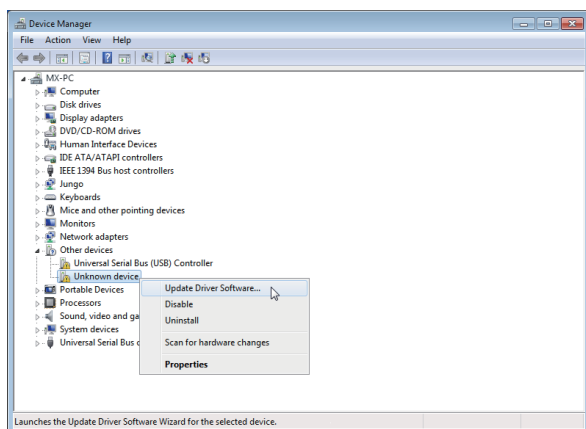 Device Manager
File Action View Help
MX-PC
Computer
Disk drives
Display adapters
DVD/CD-ROM drives
Human Interface Devices
IDE ATA/ATAPI controllers
IEEE 1394 Bus host controllers
Jungo
Keyboards
Mice and other pointing devices
Monitors
Network adapters
Other devices
Universal Serial Bus (USB) Controller
Unknown device
Portable Devices
Processors
Sound, video and ga
System devices
Universal Serial Bus c
Update Driver Software...
Disable
Uninstall
Scan for hardware changes
Properties
Launches the Update Driver Software Wizard for the selected device.